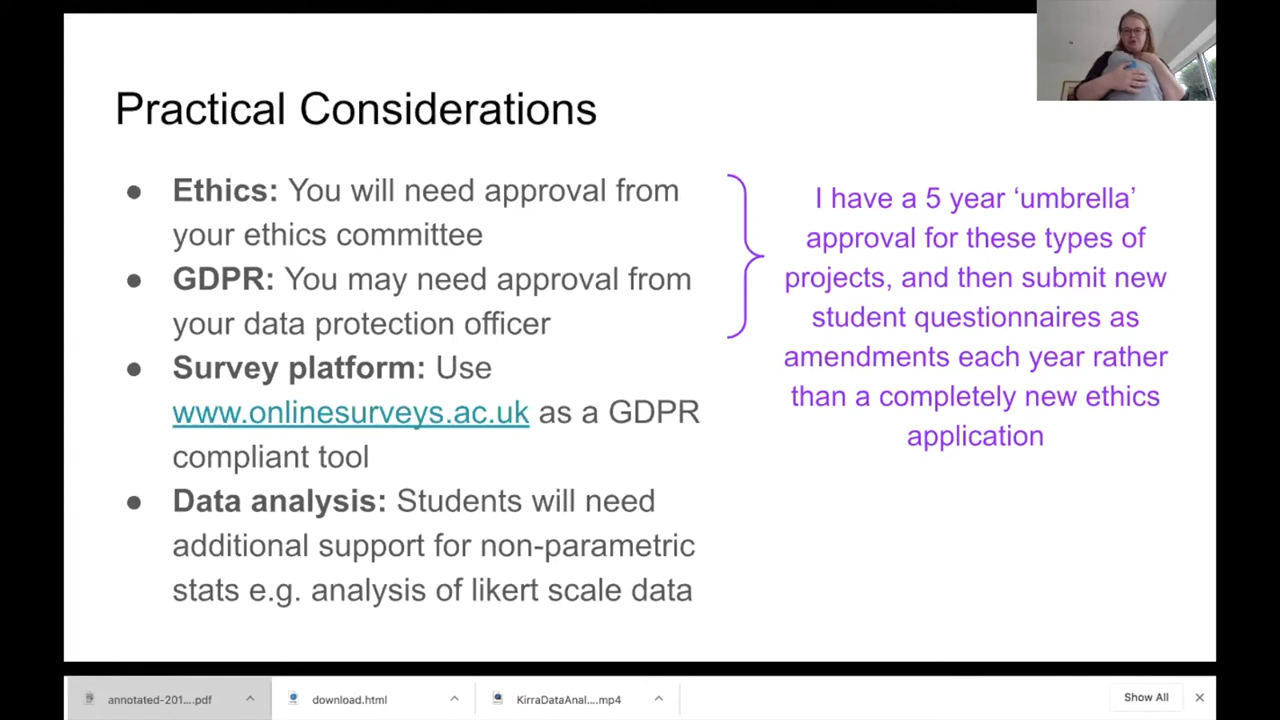 Practical Considerations
● Ethics: You will need approval from
your ethics committee
● GDPR: You may need approval from
your data protection officer
● Survey platform: Use
www.onlinesurveys.ac.uk as a GDPR
compliant tool
● Data analysis: Students will need
additional support for non-parametric
stats e.g. analysis of likert scale data
I have a 5 year ‘umbrella’
approval for these types of
projects, and then submit new
student questionnaires as
amendments each year rather
than a completely new ethics
application
annotated-201....pdf
download.html
KirraDataAnal....mp4
Show All